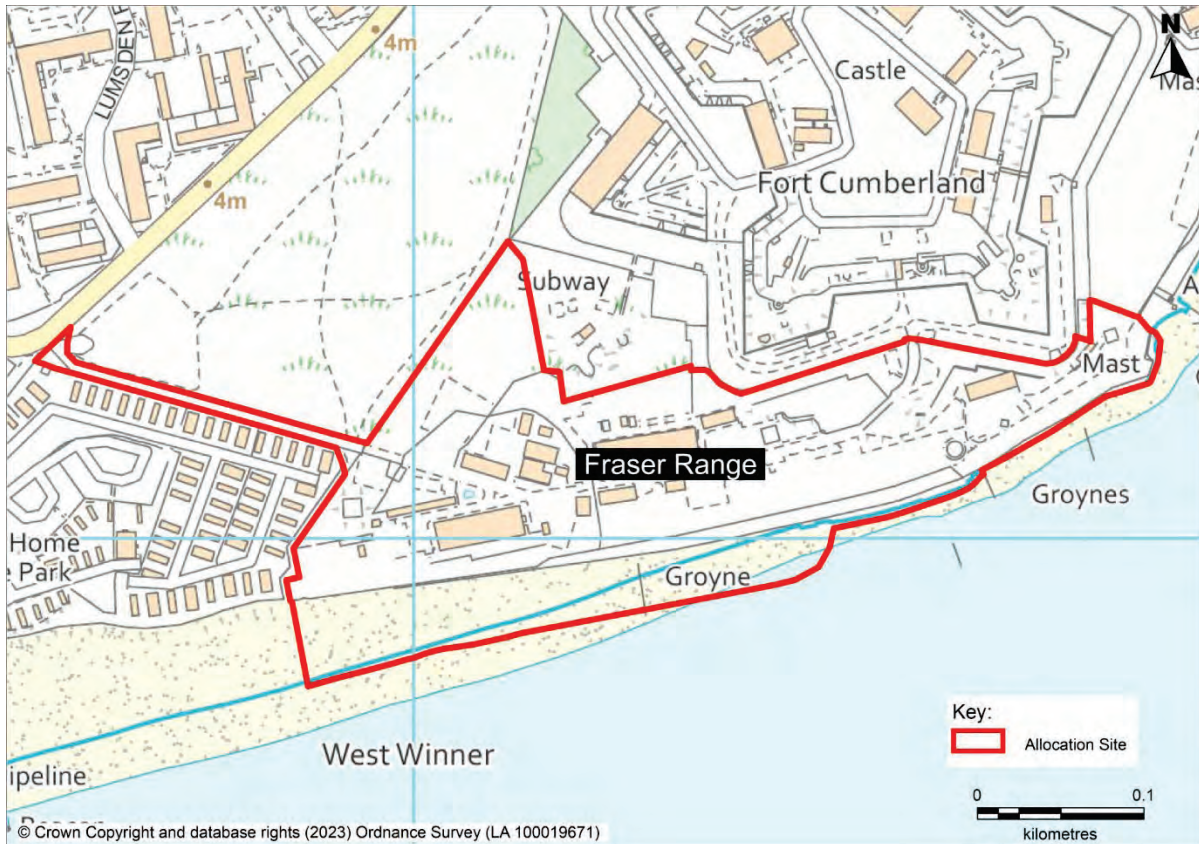 LUMSDEN
4m
N
Castle
4m
Fort Cumberland
Subway
Mast
Fraser Range
Groynes
Home
Park
Groyne
Key:
Allocation Site
West Winner
0 0.1
kilometres
© Crown Copyright and database rights (2023) Ordnance Survey (LA 100019671)